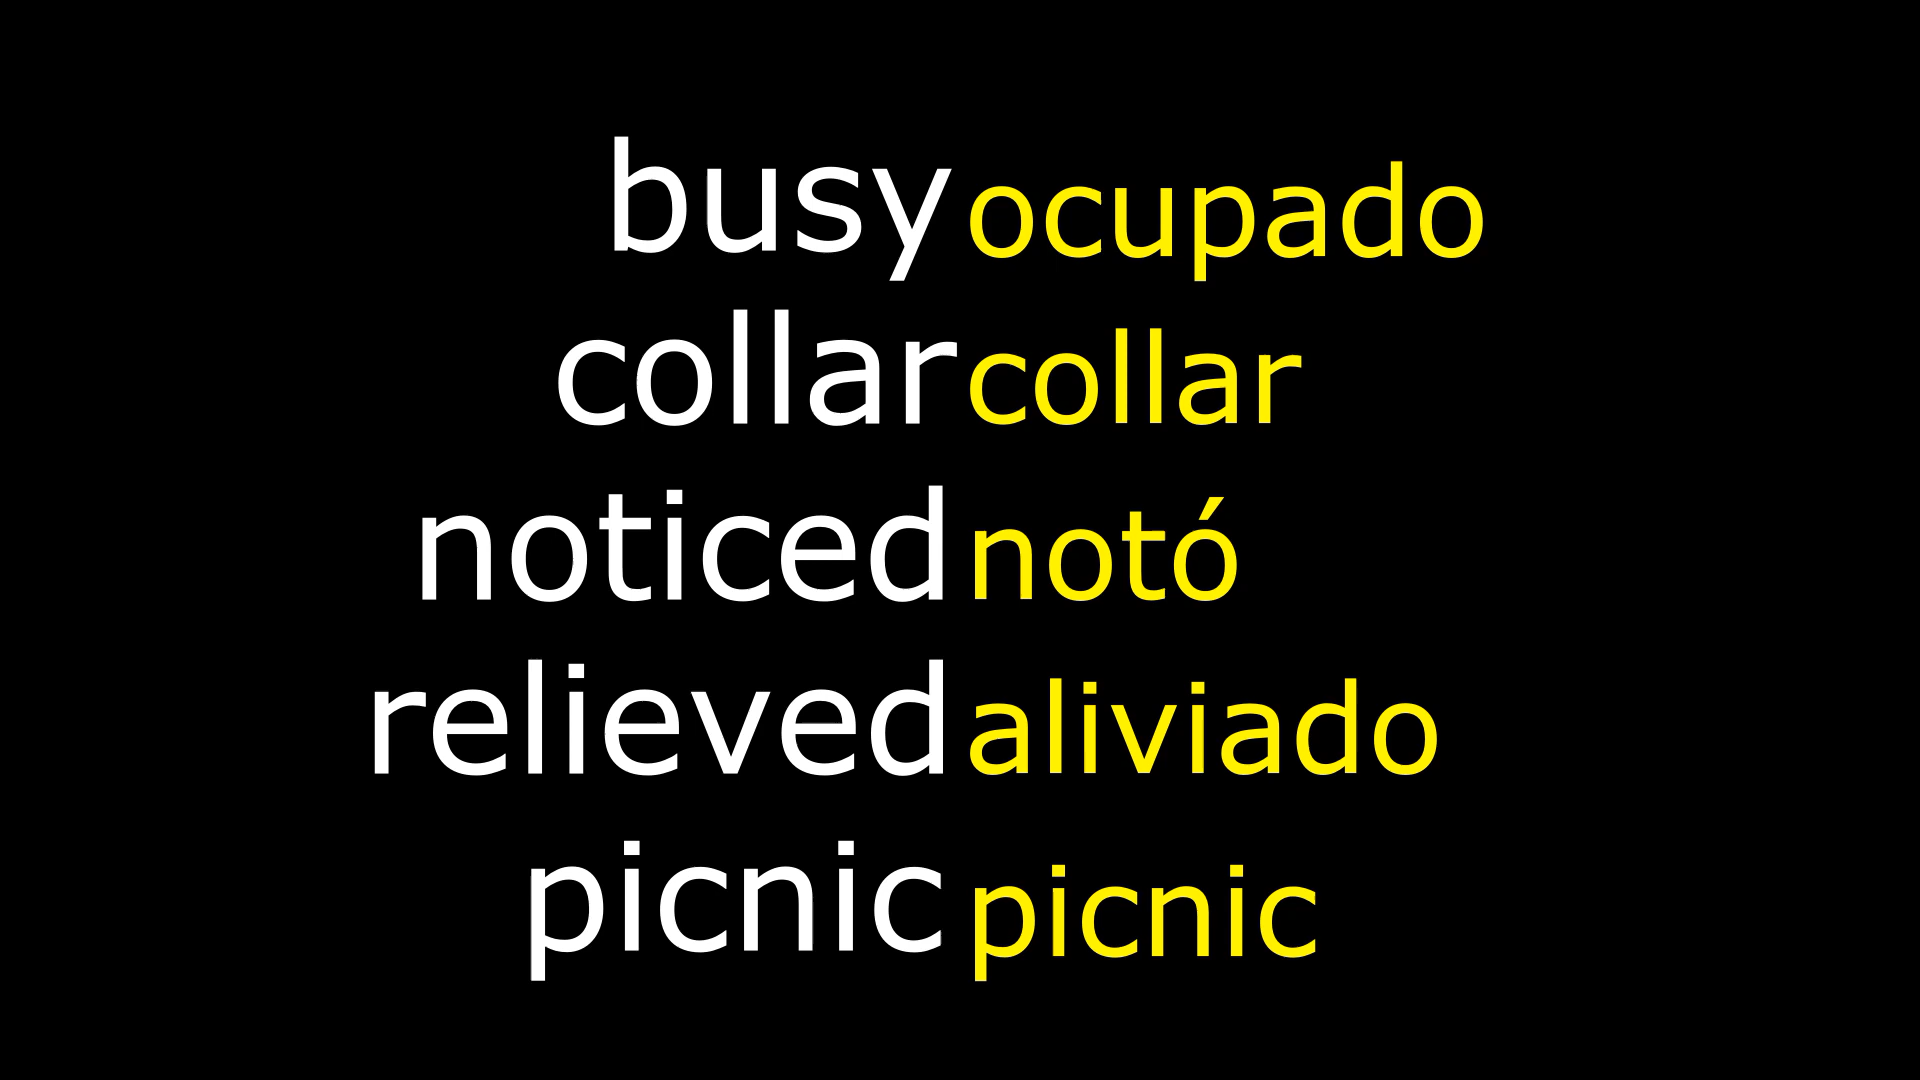 busy ocupado
collar collar
noticed notó
relieved aliviado
picnic picnic